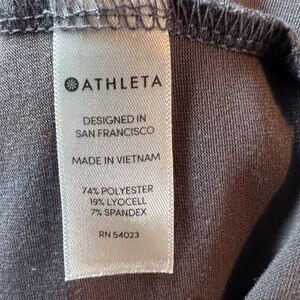 ATHLETA
DESIGNED IN
SAN FRANCISCO
MADE IN VIETNAM
74% POLYESTER
19% LYOCELL
7% SPANDEX
RN 54023